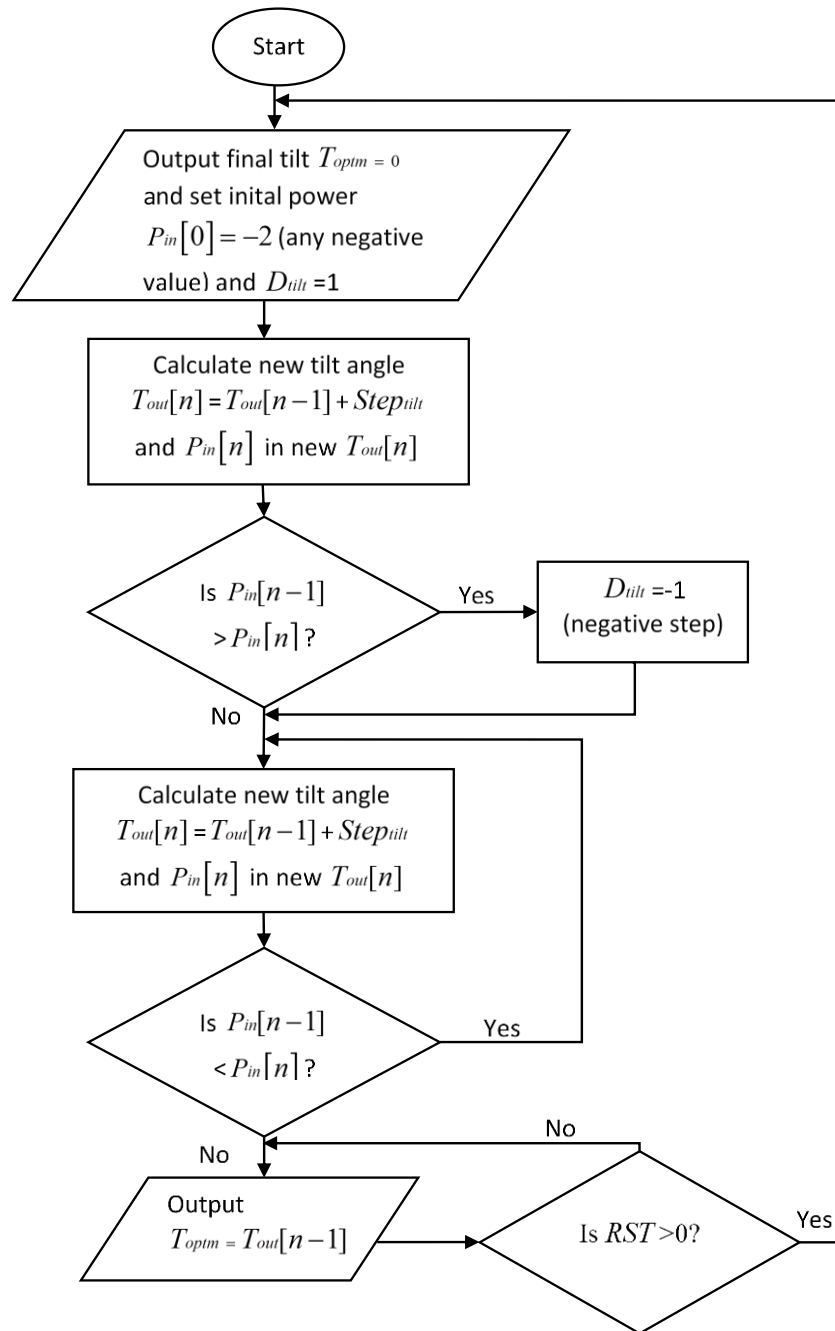 Start
Output final tilt Toptm = 0
and set inital power
Pin[0] = −2 (any negative
value) and Dtilt =1
Calculate new tilt angle
Tout[n] = Tout[n−1] + Steptilt
and Pin[n] in new Tout[n]
Is Pin[n−1]
> Pin[n] ?
Yes
Dtilt =-1
(negative step)
No
Calculate new tilt angle
Tout[n] = Tout[n−1] + Steptilt
and Pin[n] in new Tout[n]
Is Pin[n−1]
< Pin[n] ?
Yes
No
No
Output
Toptm = Tout[n−1]
Is RST >0?
Yes